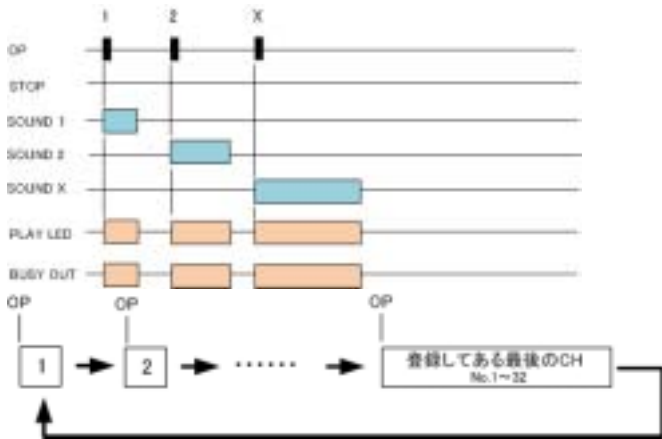 1 2 X
OP
STOP
SOUND 1
SOUND 2
SOUND X
PLAY LED
BUSY OUT
OP OP OP
1 2 ・・・・・・ 登録してある最後のCH
No.1~32